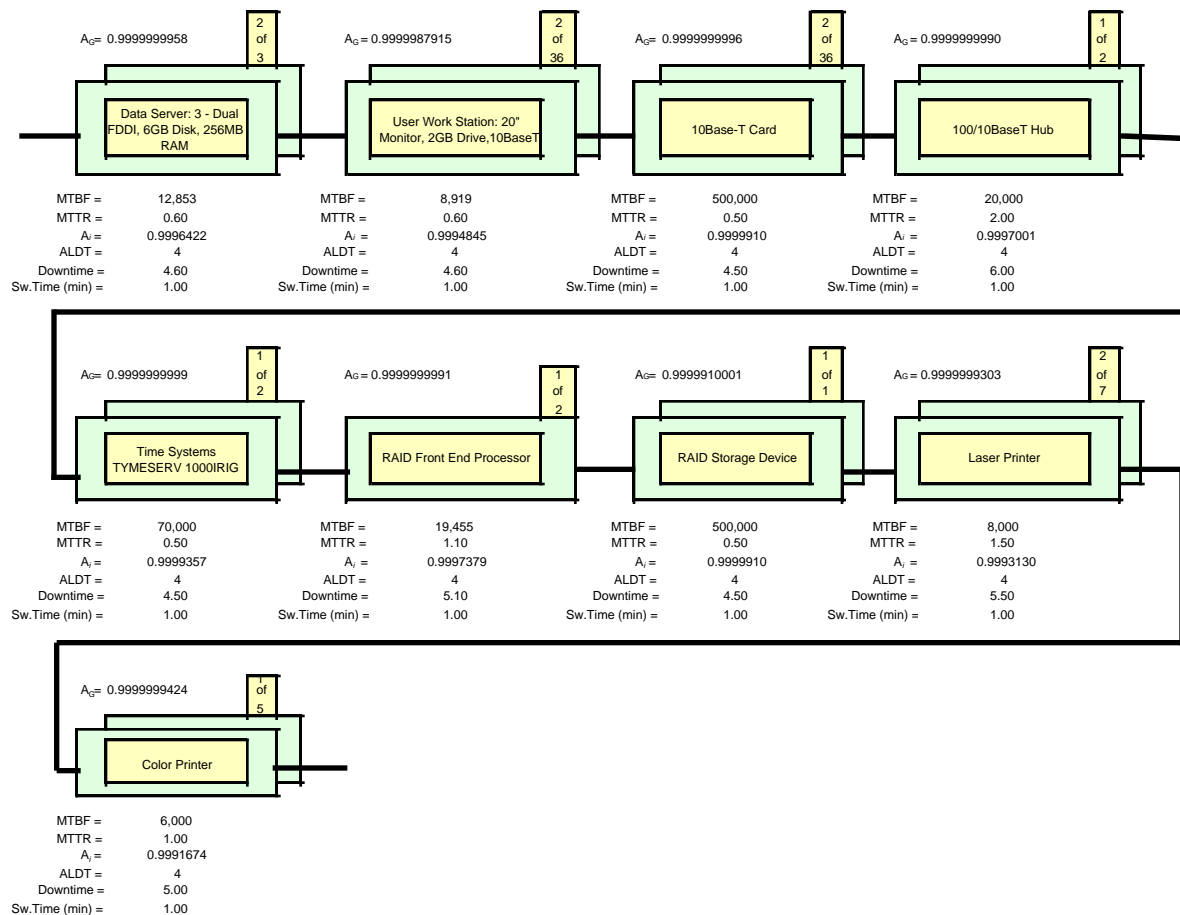 AG= 0.9999999958
2
of
3
AG= 0.9999987915
2
of
36
AG= 0.9999999996
2
of
36
AG= 0.9999999990
1
of
2
Data Server: 3 - Dual
FDDI, 6GB Disk, 256MB
RAM
User Work Station: 20"
Monitor, 2GB Drive,10BaseT
10Base-T Card
100/10BaseT Hub
MTBF = 12,853 MTBF = 8,919 MTBF = 500,000 MTBF = 20,000
MTTR = 0.60 MTTR = 0.60 MTTR = 0.50 MTTR = 2.00
Ai = 0.9996422 Ai = 0.9994845 Ai = 0.9999910 Ai = 0.9997001
ALDT = 4 ALDT = 4 ALDT = 4 ALDT = 4
Downtime = 4.60 Downtime = 4.60 Downtime = 4.50 Downtime = 6.00
Sw.Time (min) = 1.00 Sw.Time (min) = 1.00 Sw.Time (min) = 1.00 Sw.Time (min) = 1.00
AG= 0.9999999999
1
of
2
AG= 0.9999999991
1
of
2
AG= 0.9999910001
1
of
1
AG= 0.9999999303
2
of
7
Time Systems
TYMESERV 1000IRIG
RAID Front End Processor
RAID Storage Device
Laser Printer
MTBF = 70,000 MTBF = 19,455 MTBF = 500,000 MTBF = 8,000
MTTR = 0.50 MTTR = 1.10 MTTR = 0.50 MTTR = 1.50
Ai = 0.9999357 Ai = 0.9997379 Ai = 0.9999910 Ai = 0.9993130
ALDT = 4 ALDT = 4 ALDT = 4 ALDT = 4
Downtime = 4.50 Downtime = 5.10 Downtime = 4.50 Downtime = 5.50
Sw.Time (min) = 1.00 Sw.Time (min) = 1.00 Sw.Time (min) = 1.00 Sw.Time (min) = 1.00
AG= 0.9999999424
of
5
Color Printer
MTBF = 6,000
MTTR = 1.00
Ai = 0.9991674
ALDT = 4
Downtime = 5.00
Sw.Time (min) = 1.00